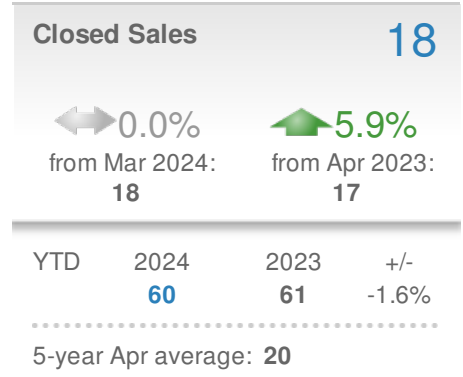 Closed Sales 18
0.0% 5.9%
from Mar 2024: from Apr 2023:
18 17
YTD 2024 2023 +/-
60 61 -1.6%
5-year Apr average: 20